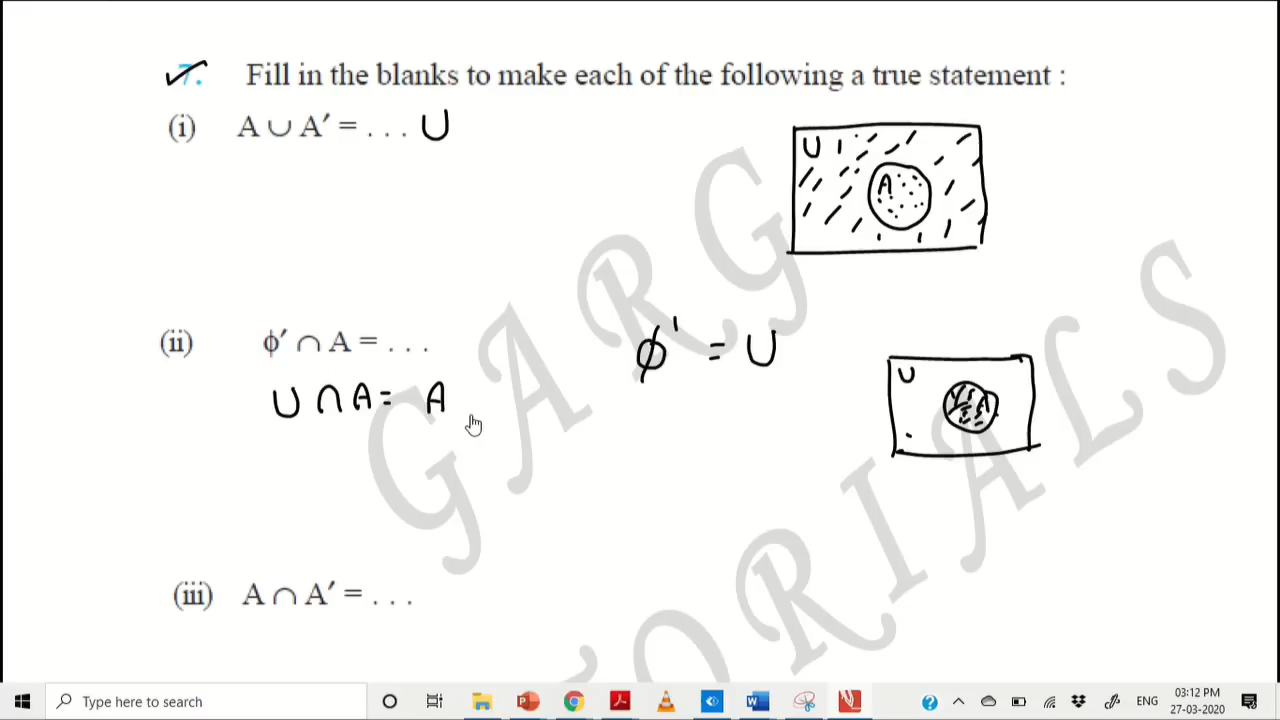 7. Fill in the blanks to make each of the following a true statement :
(i) A ∪ A′ = . . . U
U
A
(ii) ϕ′ ∩ A = . . .
ϕ' = U
U
A
U ∩ A = A
(iii) A ∩ A′ = . . .
GARG
TORIALS
Type here to search
ENG
03:12 PM
27-03-2020